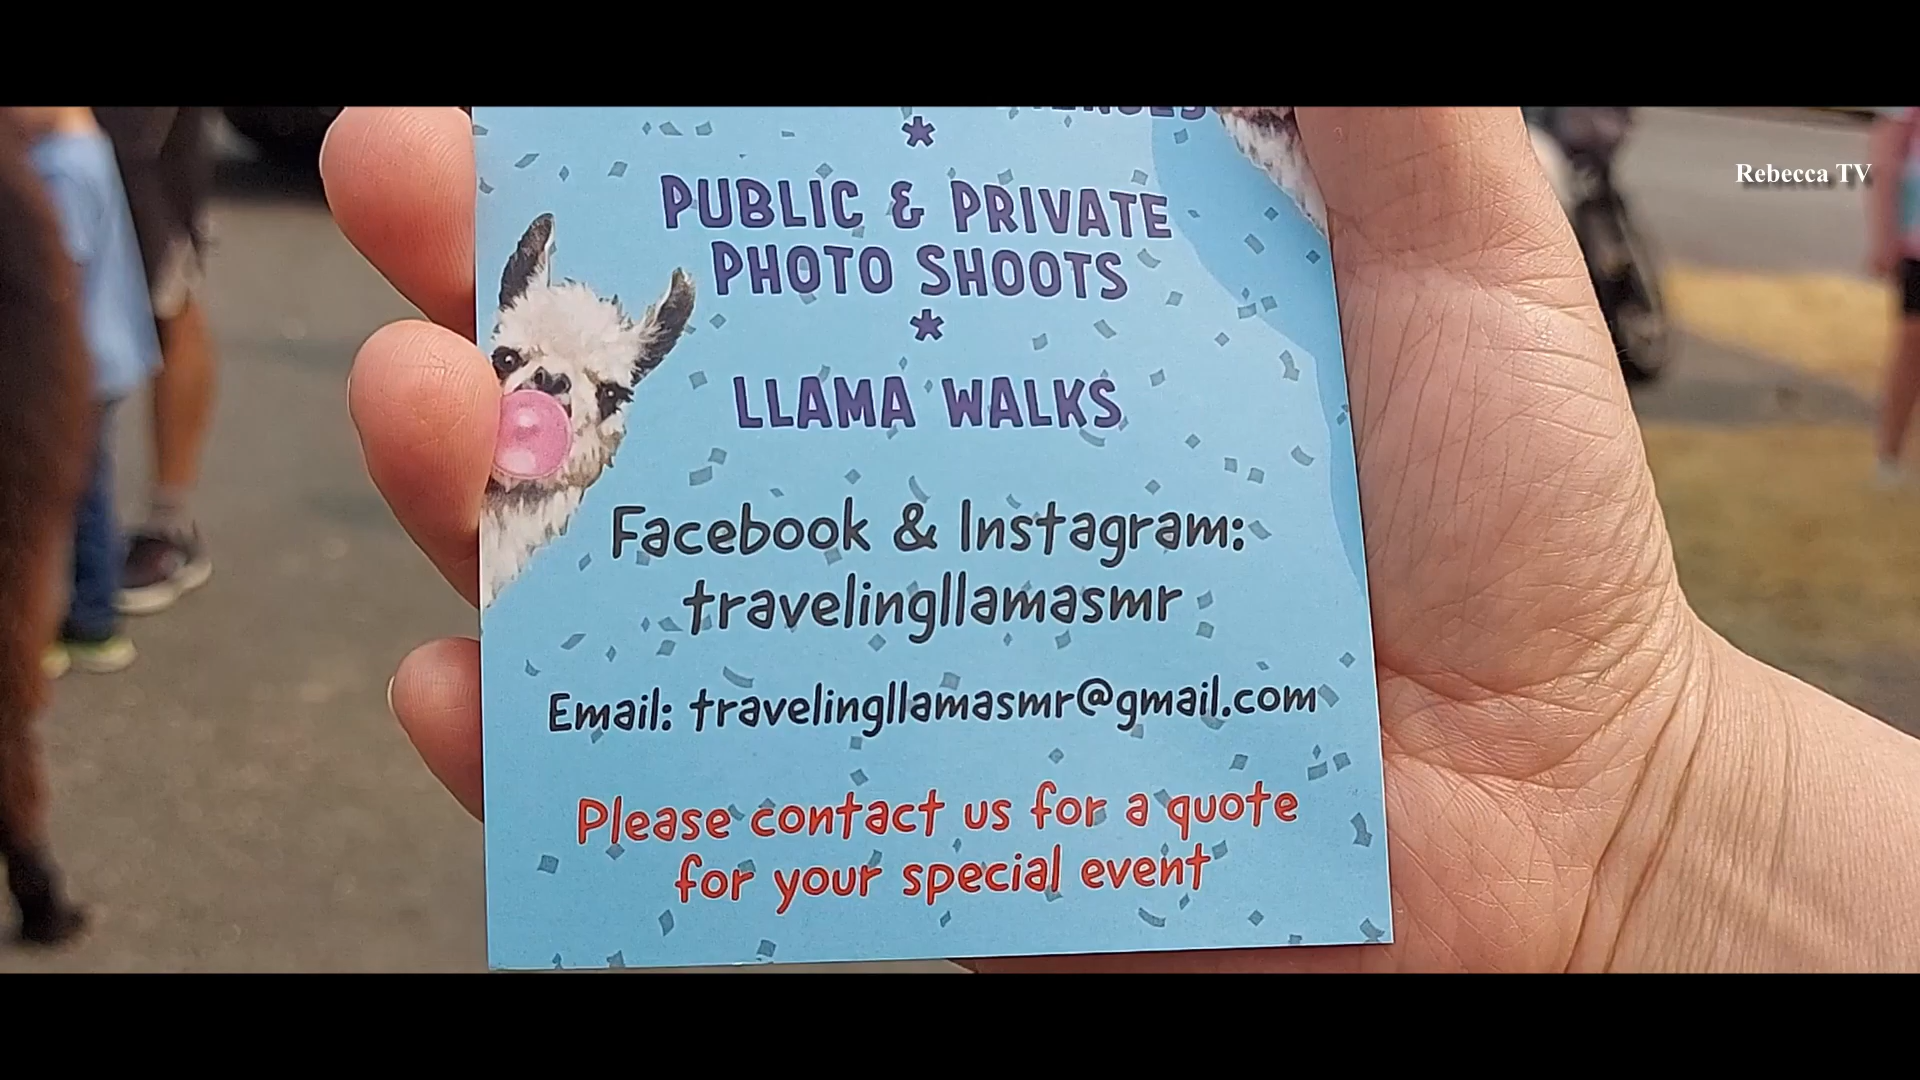 *
PUBLIC & PRIVATE
PHOTO SHOOTS
*
LLAMA WALKS
Facebook & Instagram:
travelingllamasmr
Email: travelingllamasmr@gmail.com
Please contact us for a quote
for your special event
Rebecca TV